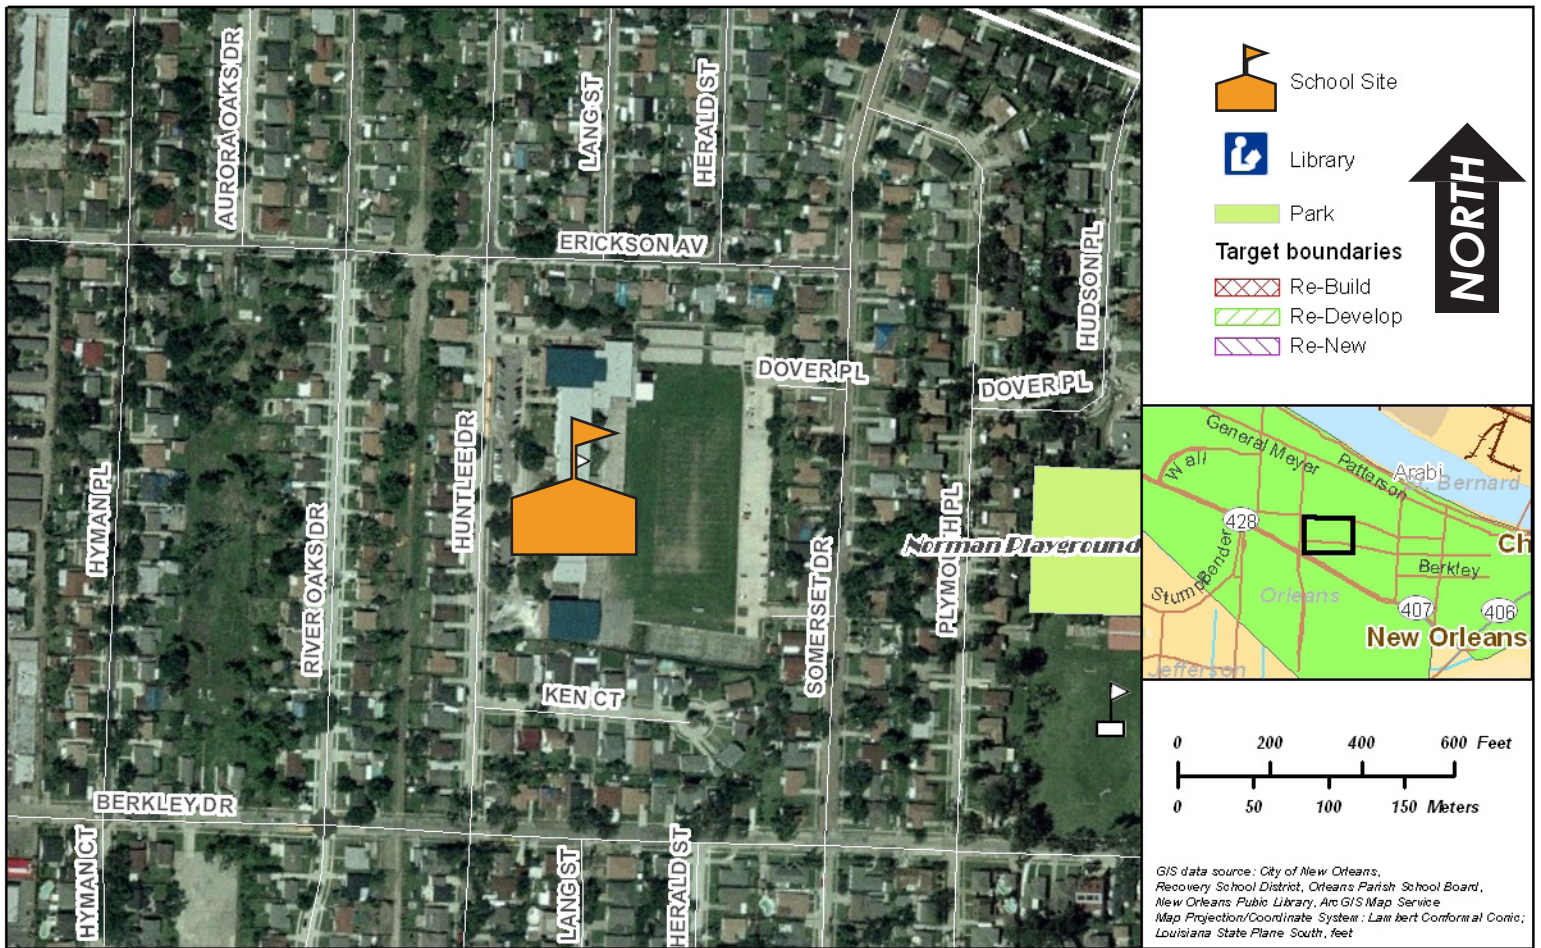 AURORA OAKS DR
LANG ST
HERALD ST
ERICKSON AV
HUDSON PL
DOVER PL
DOVER PL
HYMAN PL
RIVER OAKS DR
HUNTLEE DR
SOMERSET DR
PLYMOUTH PL
Norman Playground
KEN CT
BERKLEY DR
HYMAN CT
LANG ST
HERALD ST
School Site
Library
Park
Target boundaries
Re-Build
Re-Develop
Re-New
NORTH
General Meyer
Wall
Patterson
Arabi
St. Bernard
428
Ch
Bender
Stumpf
Berkley
Orleans
407
406
New Orleans
Jefferson
0 200 400 600 Feet
0 50 100 150 Meters
GIS data source: City of New Orleans,
Recovery School District, Orleans Parish School Board,
New Orleans Pubic Library, ArcGIS Map Service
Map Projection/Coordinate System: Lambert Conformal Conic;
Louisiana State Plane South, feet